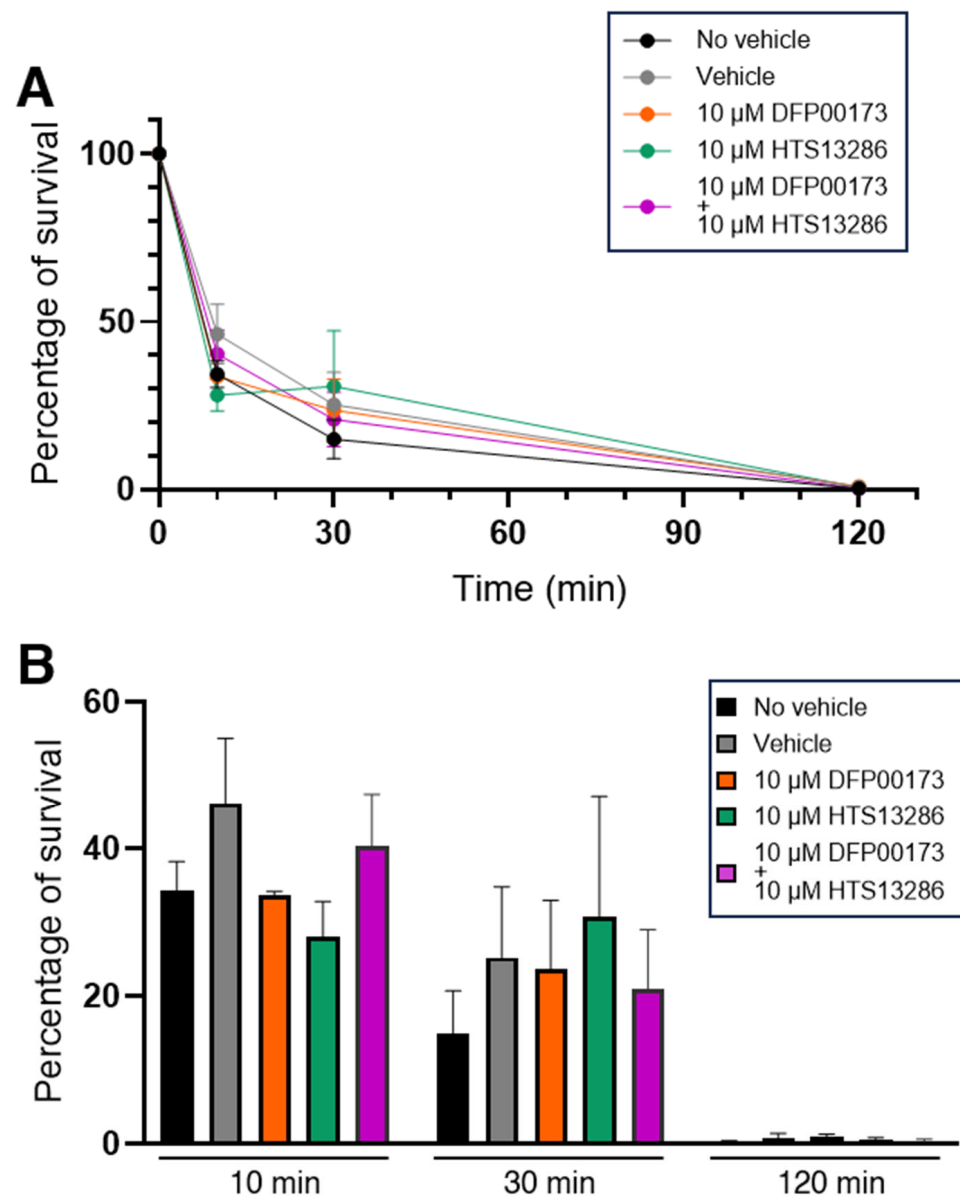 A
No vehicle
Vehicle
10 µM DFP00173
10 µM HTS13286
10 µM DFP00173
+
10 µM HTS13286
Percentage of survival
100
50
0
0 30 60 90 120
Time (min)
B
No vehicle
Vehicle
10 µM DFP00173
10 µM HTS13286
10 µM DFP00173
+
10 µM HTS13286
Percentage of survival
60
40
20
0
10 min 30 min 120 min